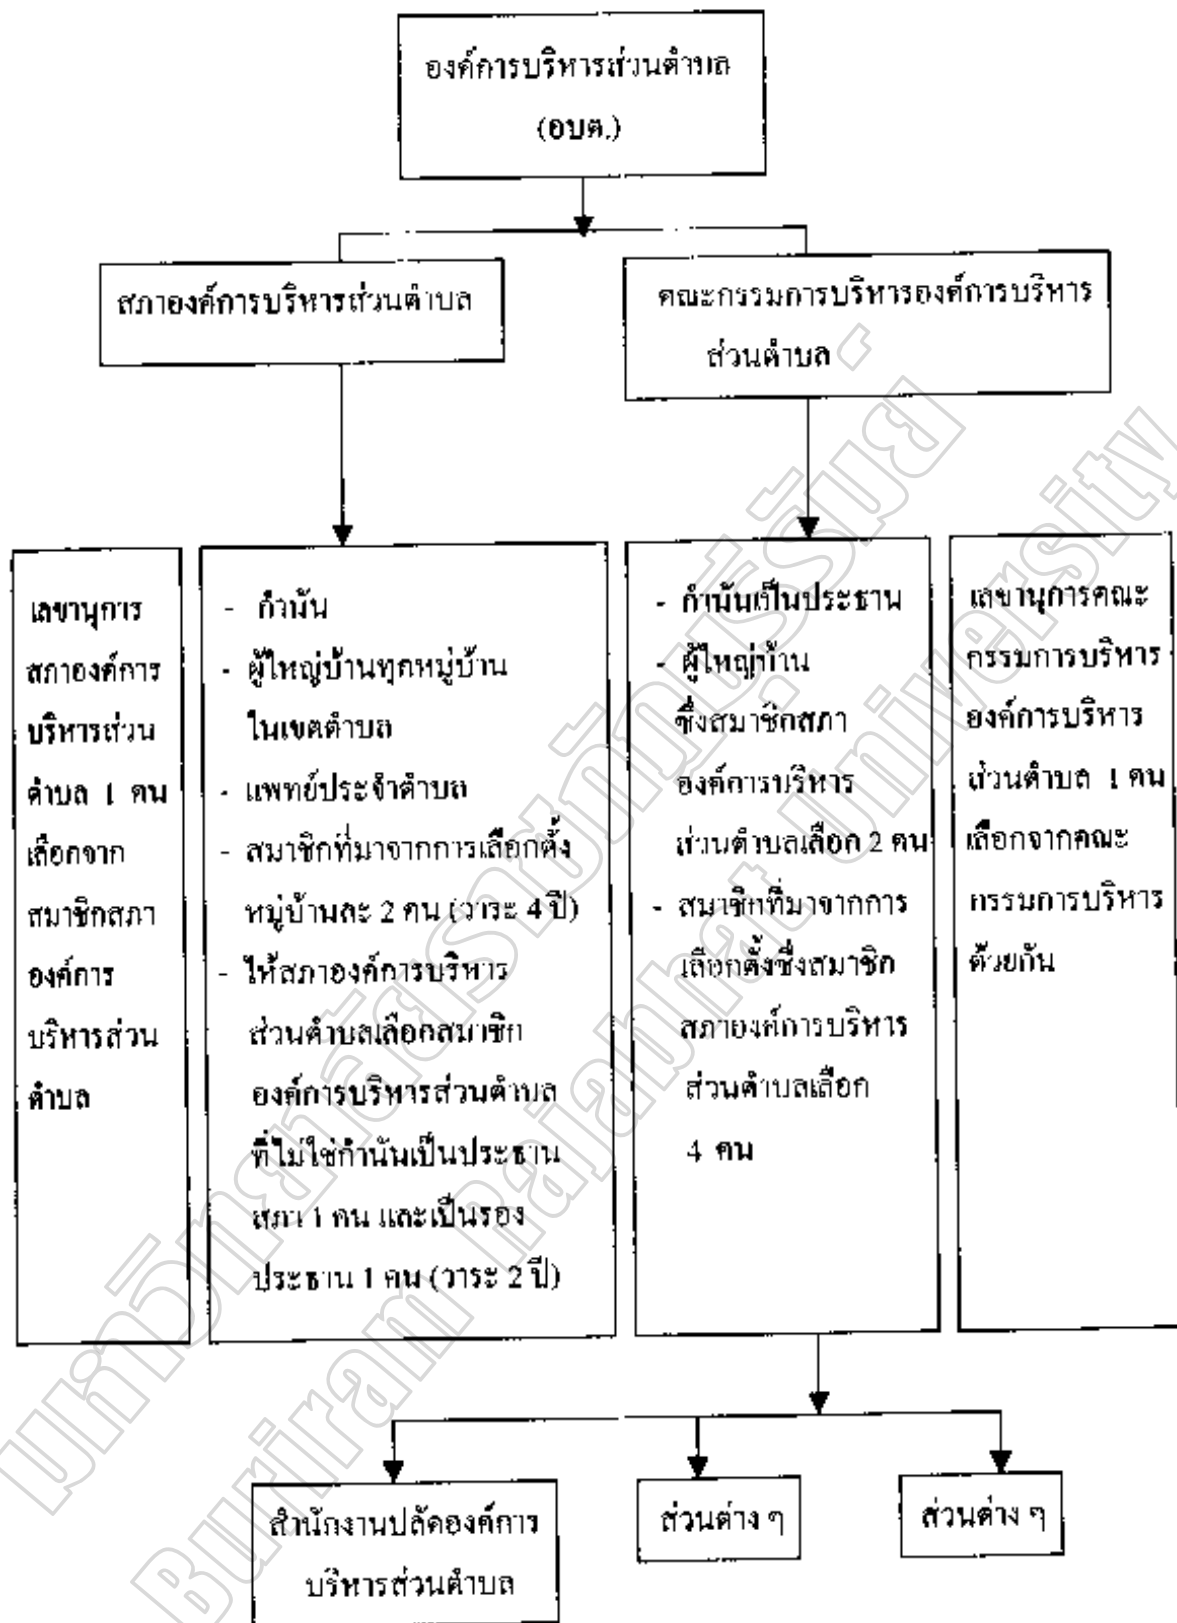 องค์การบริหารส่วนตำบล
(อบต.)
สภาองค์การบริหารส่วนตำบล
คณะกรรมการบริหารองค์การบริหาร
ส่วนตำบล
เลขานุการ
สภาองค์การ
บริหารส่วน
ตำบล 1 คน
เลือกจาก
สมาชิกสภา
องค์การ
บริหารส่วน
ตำบล
- กำนัน
- ผู้ใหญ่บ้านทุกหมู่บ้าน
ในเขตตำบล
- แพทย์ประจำตำบล
- สมาชิกที่มาจากการเลือกตั้ง
หมู่บ้านละ 2 คน (วาระ 4 ปี)
- ให้สภาองค์การบริหาร
ส่วนตำบลเลือกสมาชิก
องค์การบริหารส่วนตำบล
ที่ไม่ใช่กำนันเป็นประธาน
สภา 1 คน และเป็นรอง
ประธาน 1 คน (วาระ 2 ปี)
- กำนันเป็นประธาน
- ผู้ใหญ่บ้าน
ซึ่งสมาชิกสภา
องค์การบริหาร
ส่วนตำบลเลือก 2 คน
- สมาชิกที่มาจากการ
เลือกตั้งซึ่งสมาชิก
สภาองค์การบริหาร
ส่วนตำบลเลือก
4 คน
เลขานุการคณะ
กรรมการบริหาร
องค์การบริหาร
ส่วนตำบล 1 คน
เลือกจากคณะ
กรรมการบริหาร
ด้วยกัน
สำนักงานปลัดองค์การ
บริหารส่วนตำบล
ส่วนต่าง ๆ
ส่วนต่าง ๆ
มหาวิทยาลัยราชภัฏบุรีรัมย์
Buriram Rajabhat University